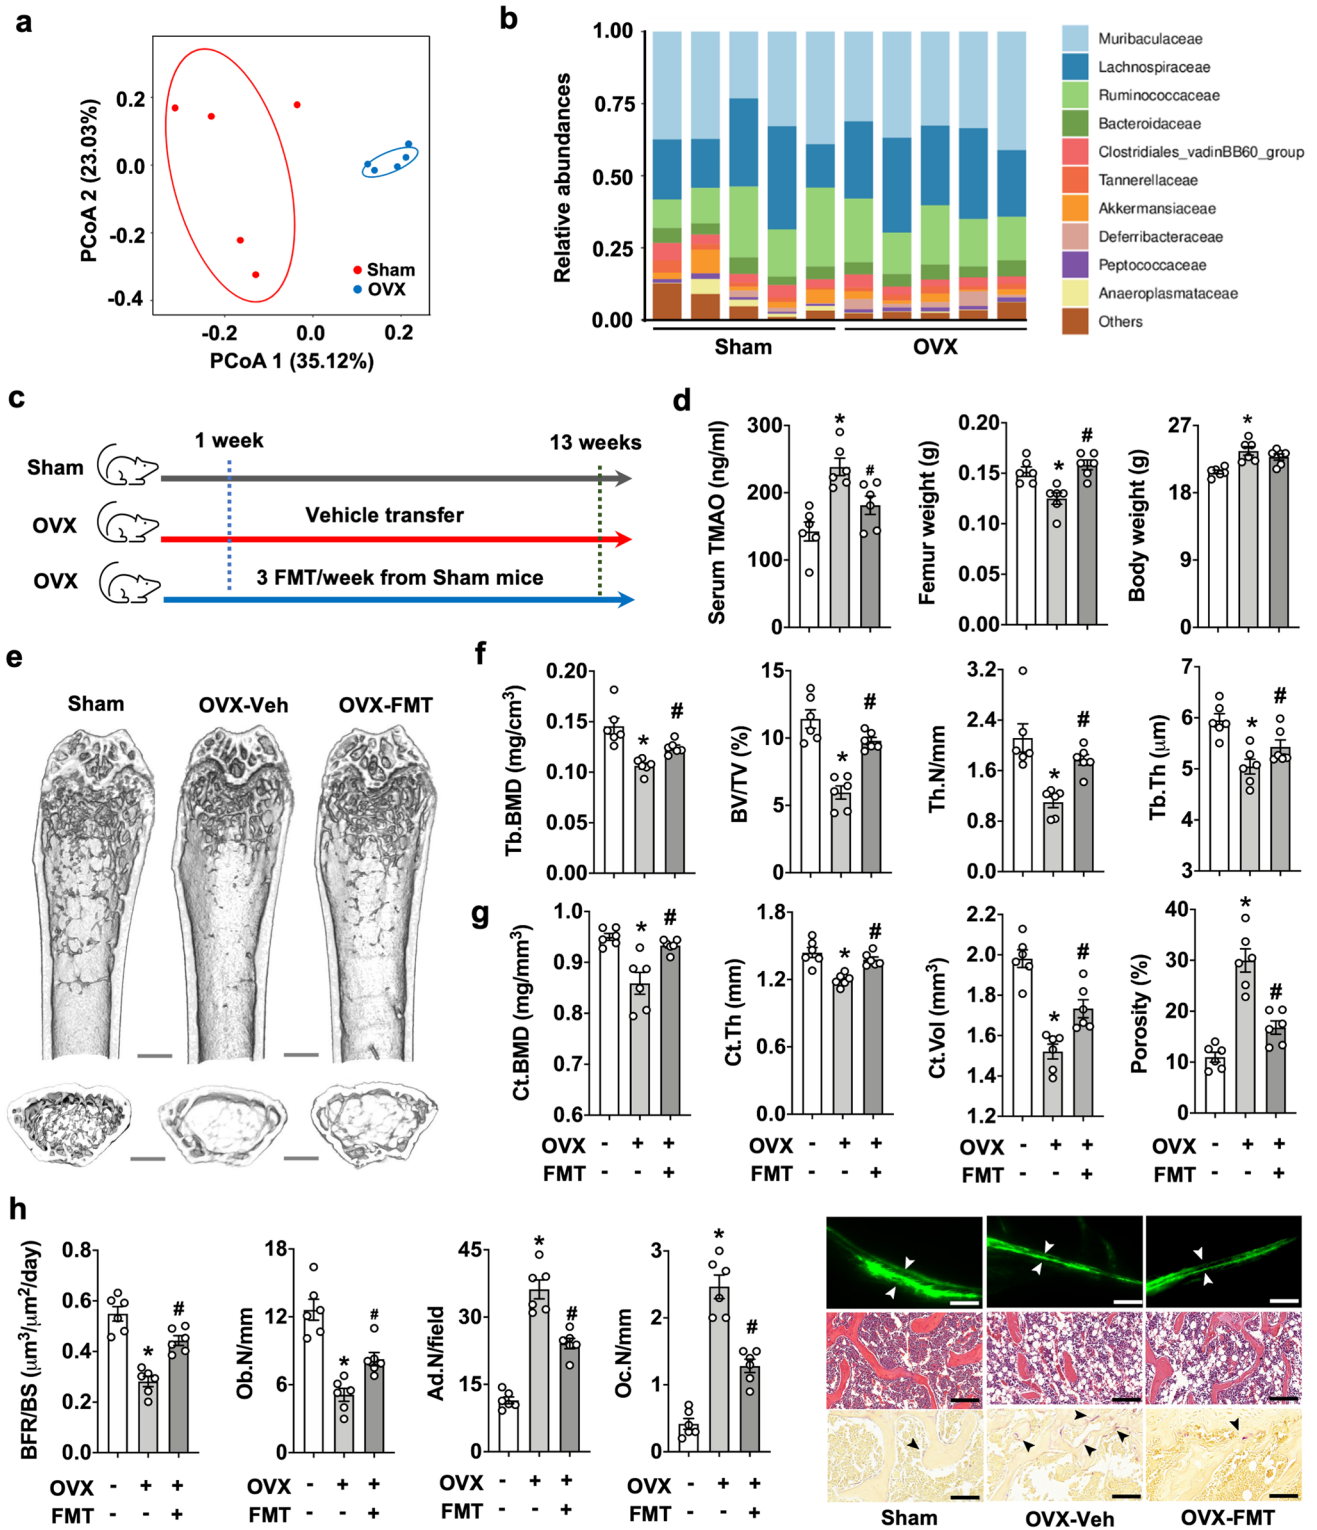 a
PCoA 2 (23.03%)
0.2
0.0
-0.2
-0.4
Sham
OVX
-0.2 0.0 0.2
PCoA 1 (35.12%)
b
Relative abundances
1.00
0.75
0.50
0.25
0.00
Sham OVX
Muribaculaceae
Lachnospiraceae
Ruminococcaceae
Bacteroidaceae
Clostridiales_vadinBB60_group
Tannerellaceae
Akkermansiaceae
Deferribacteraceae
Peptococcaceae
Anaeroplasmataceae
Others
c
1 week 13 weeks
Sham
OVX Vehicle transfer
OVX 3 FMT/week from Sham mice
d
Serum TMAO (ng/ml)
300
200
100
0
* #
Femur weight (g)
0.20
0.15
0.10
0.05
0.00
* #
Body weight (g)
27
18
9
0
*
e
Sham OVX-Veh OVX-FMT
f
Tb.BMD (mg/cm³)
0.20
0.15
0.10
0.05
0.00
* #
BV/TV (%)
15
10
5
0
* #
Th.N/mm
3.2
2.4
1.6
0.8
0.0
* #
Tb.Th (μm)
7
6
5
4
3
* #
g
Ct.BMD (mg/mm³)
1.0
0.9
0.8
0.7
0.6
* #
Ct.Th (mm)
1.8
1.2
0.6
0.0
* #
Ct.Vol (mm³)
2.2
2.0
1.8
1.6
1.4
1.2
* #
Porosity (%)
40
30
20
10
0
* #
OVX - + + - + + OVX - + + OVX - + +
FMT - - + - - + FMT - - + FMT - - +
h
BFR/BS (μm³/μm²/day)
0.8
0.6
0.4
0.2
0.0
* #
Ob.N/mm
18
12
6
0
* #
Ad.N/field
45
30
15
0
* #
Oc.N/mm
3
2
1
0
* #
OVX - + + OVX - + + OVX - + + OVX - + +
FMT - - + FMT - - + FMT - - + FMT - - +
Sham OVX-Veh OVX-FMT